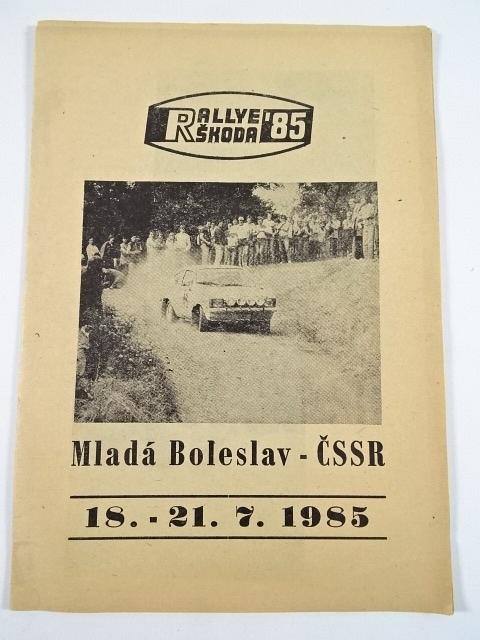 RALLYE
ŠKODA '85
Mladá Boleslav - ČSSR
18. - 21. 7. 1985